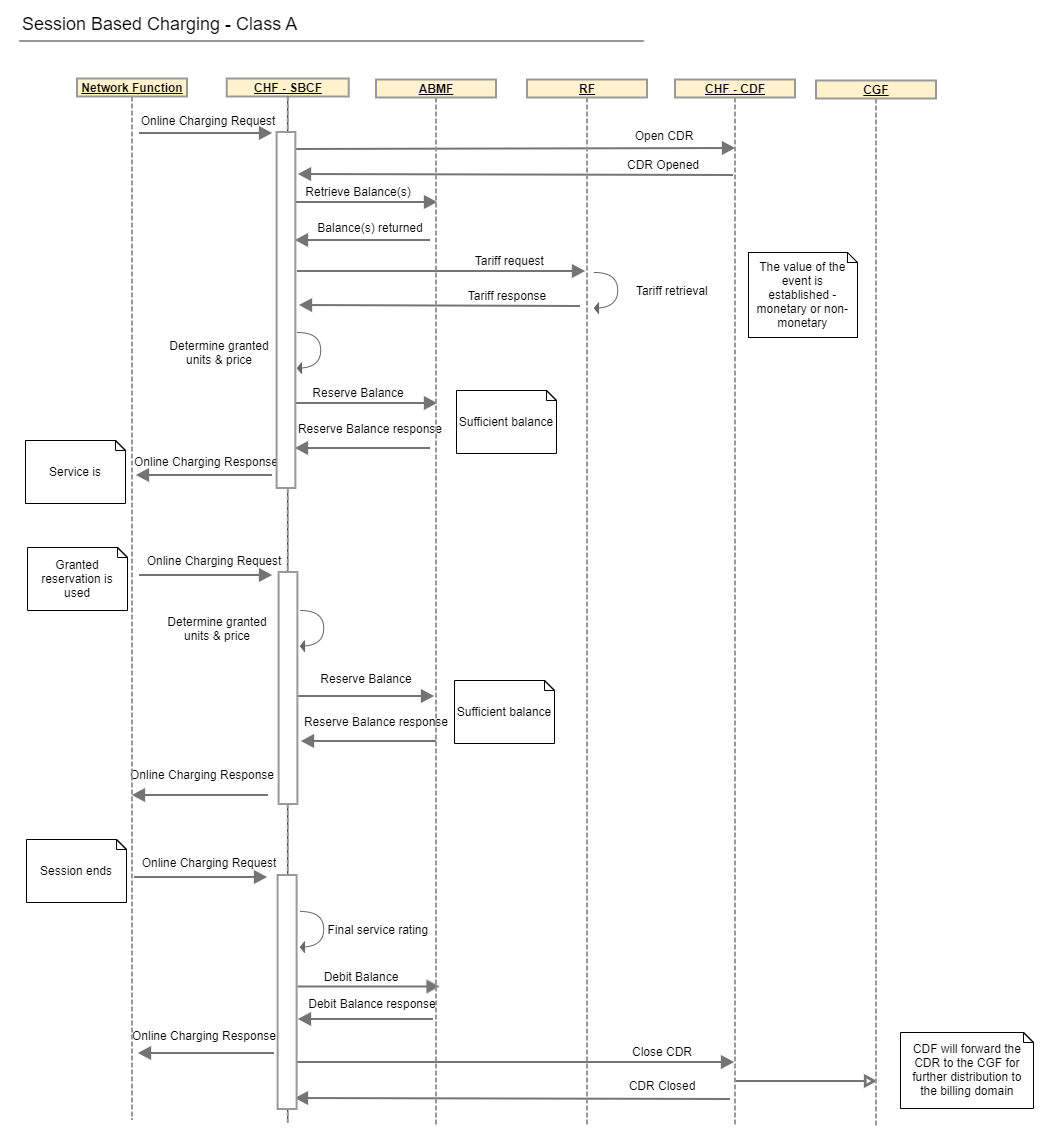 Session Based Charging - Class A
Network Function
CHF - SBCF
ABMF
RF
CHF - CDF
CGF
Online Charging Request
Open CDR
CDR Opened
Retrieve Balance(s)
Balance(s) returned
Tariff request
Tariff retrieval
Tariff response
The value of the
event is
established -
monetary or non-
monetary
Determine granted
units & price
Reserve Balance
Sufficient balance
Reserve Balance response
Online Charging Response
Service is
Granted
reservation is
used
Online Charging Request
Determine granted
units & price
Reserve Balance
Sufficient balance
Reserve Balance response
Online Charging Response
Session ends
Online Charging Request
Final service rating
Debit Balance
Debit Balance response
Online Charging Response
Close CDR
CDR Closed
CDF will forward the
CDR to the CGF for
further distribution to
the billing domain